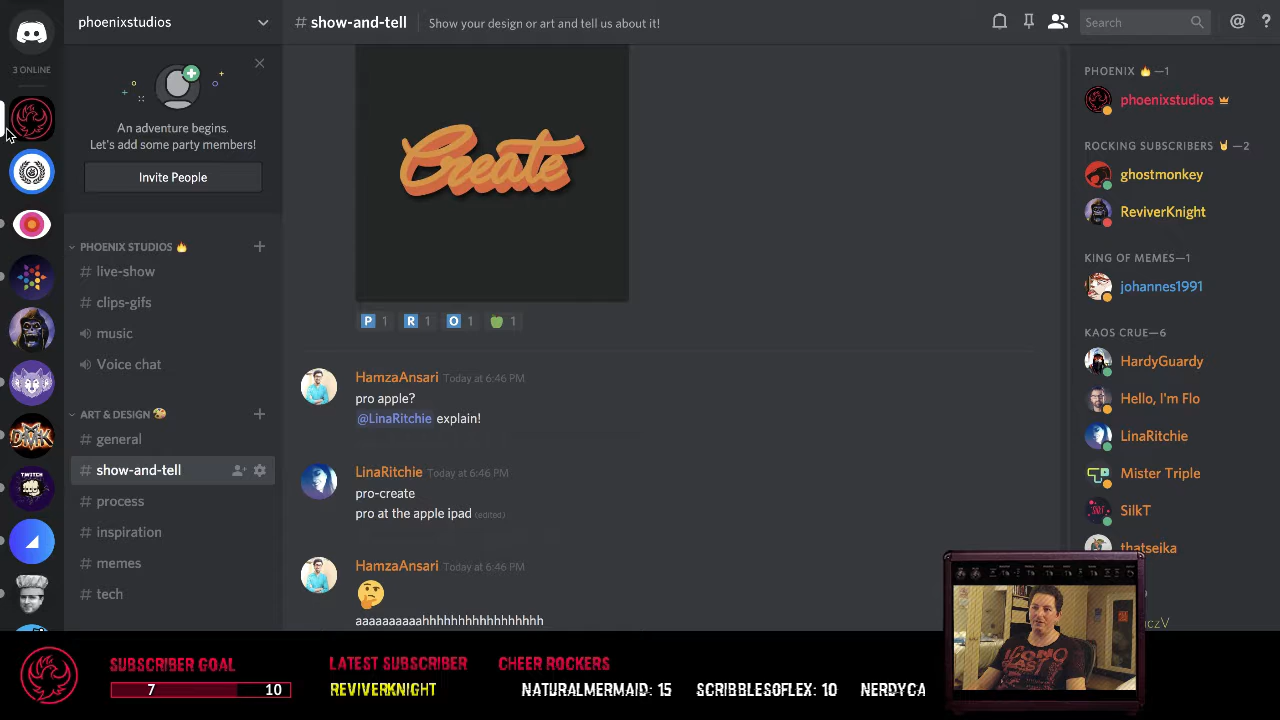 phoenixstudios
# show-and-tell
Show your design or art and tell us about it!
Search
@
?
3 ONLINE
An adventure begins.
Let's add some party members!
Invite People
PHOENIX STUDIOS 🔥
# live-show
# clips-gifs
music
Voice chat
ART & DESIGN 🎨
# general
# show-and-tell
# process
# inspiration
# memes
# tech
TWITCH
Create
P 1 R 1 O 1 🍏 1
HamzaAnsari Today at 6:46 PM
pro apple?
@LinaRitchie explain!
LinaRitchie Today at 6:46 PM
pro-create
pro at the apple ipad (edited)
HamzaAnsari Today at 6:46 PM
🤔
aaaaaaaaaahhhhhhhhhhhhhhhhhh
PHOENIX 🔥—1
phoenixstudios
ROCKING SUBSCRIBERS 🤘—2
ghostmonkey
ReviverKnight
KING OF MEMES—1
johannes1991
KAOS CRUE—6
HardyGuardy
Hello, I'm Flo
LinaRitchie
Mister Triple
SilkT
thatseika
SUBSCRIBER GOAL
7 10
LATEST SUBSCRIBER
REVIVERKNIGHT
CHEER ROCKERS
NATURALMERMAID: 15 SCRIBBLESOFLEX: 10 NERDYCA